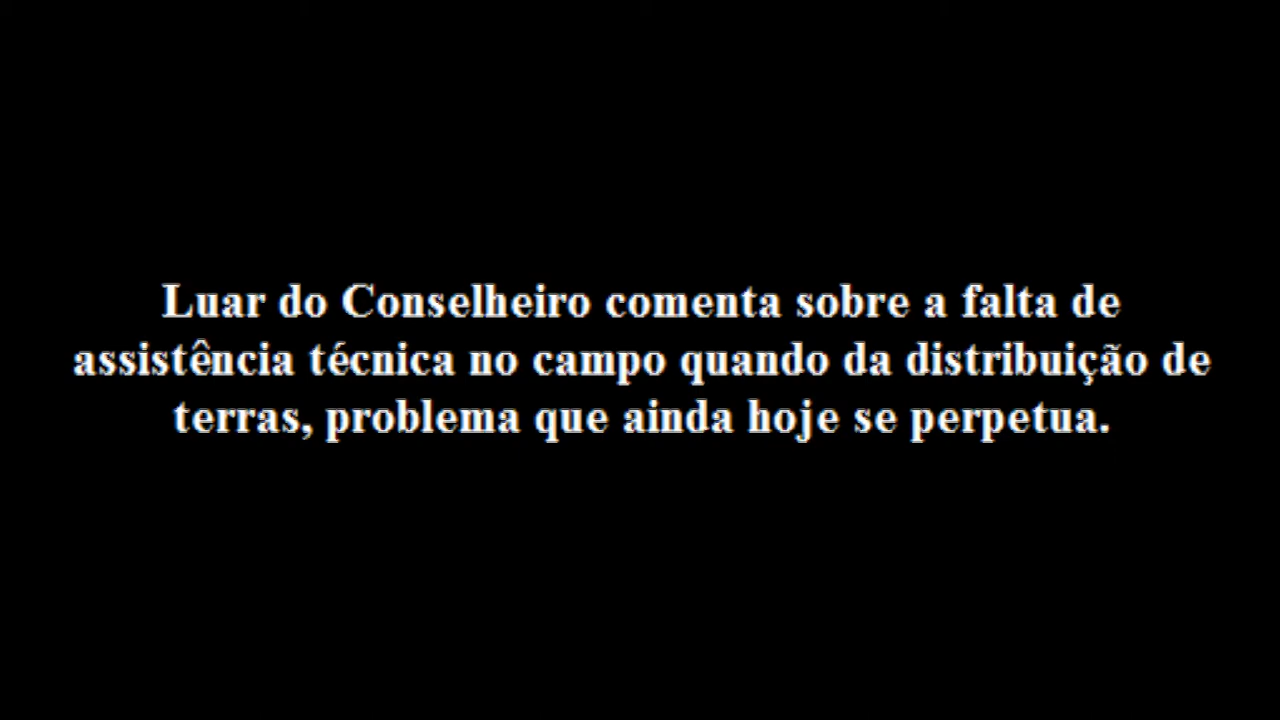 Luar do Conselheiro comenta sobre a falta de
assistência técnica no campo quando da distribuição de
terras, problema que ainda hoje se perpetua.